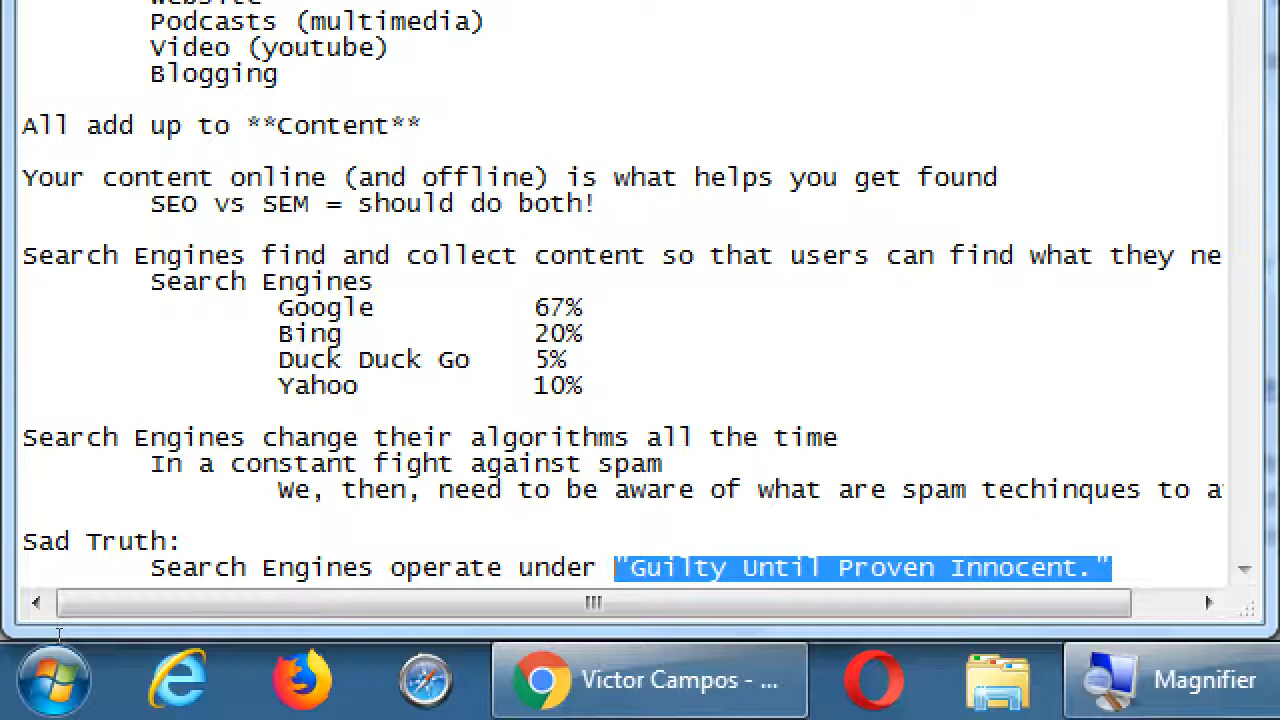 Website
Podcasts (multimedia)
Video (youtube)
Blogging
All add up to **Content**
Your content online (and offline) is what helps you get found
SEO vs SEM = should do both!
Search Engines find and collect content so that users can find what they ne
Search Engines
Google 67%
Bing 20%
Duck Duck Go 5%
Yahoo 10%
Search Engines change their algorithms all the time
In a constant fight against spam
We, then, need to be aware of what are spam techinques to a
Sad Truth:
Search Engines operate under "Guilty Until Proven Innocent."
Victor Campos - ...
Magnifier